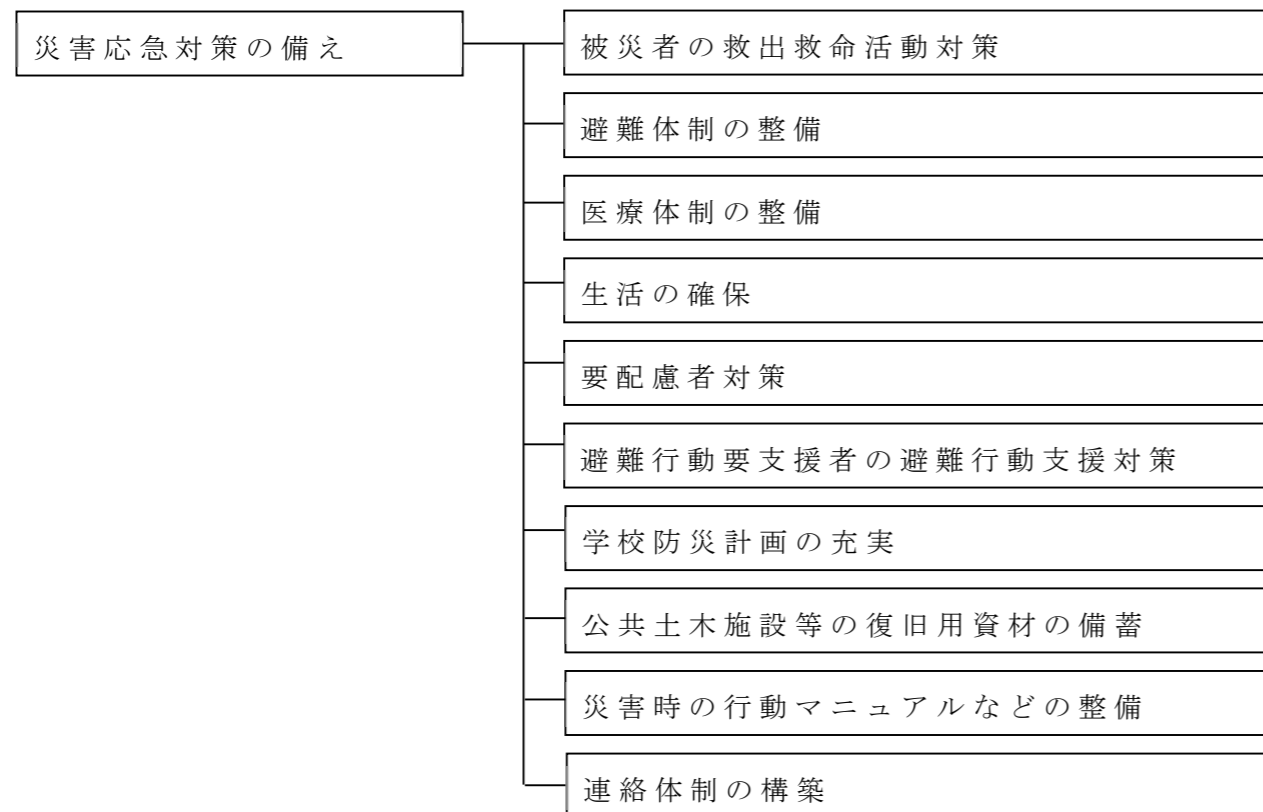 災害応急対策の備え
被災者の救出救命活動対策
避難体制の整備
医療体制の整備
生活の確保
要配慮者対策
避難行動要支援者の避難行動支援対策
学校防災計画の充実
公共土木施設等の復旧用資材の備蓄
災害時の行動マニュアルなどの整備
連絡体制の構築